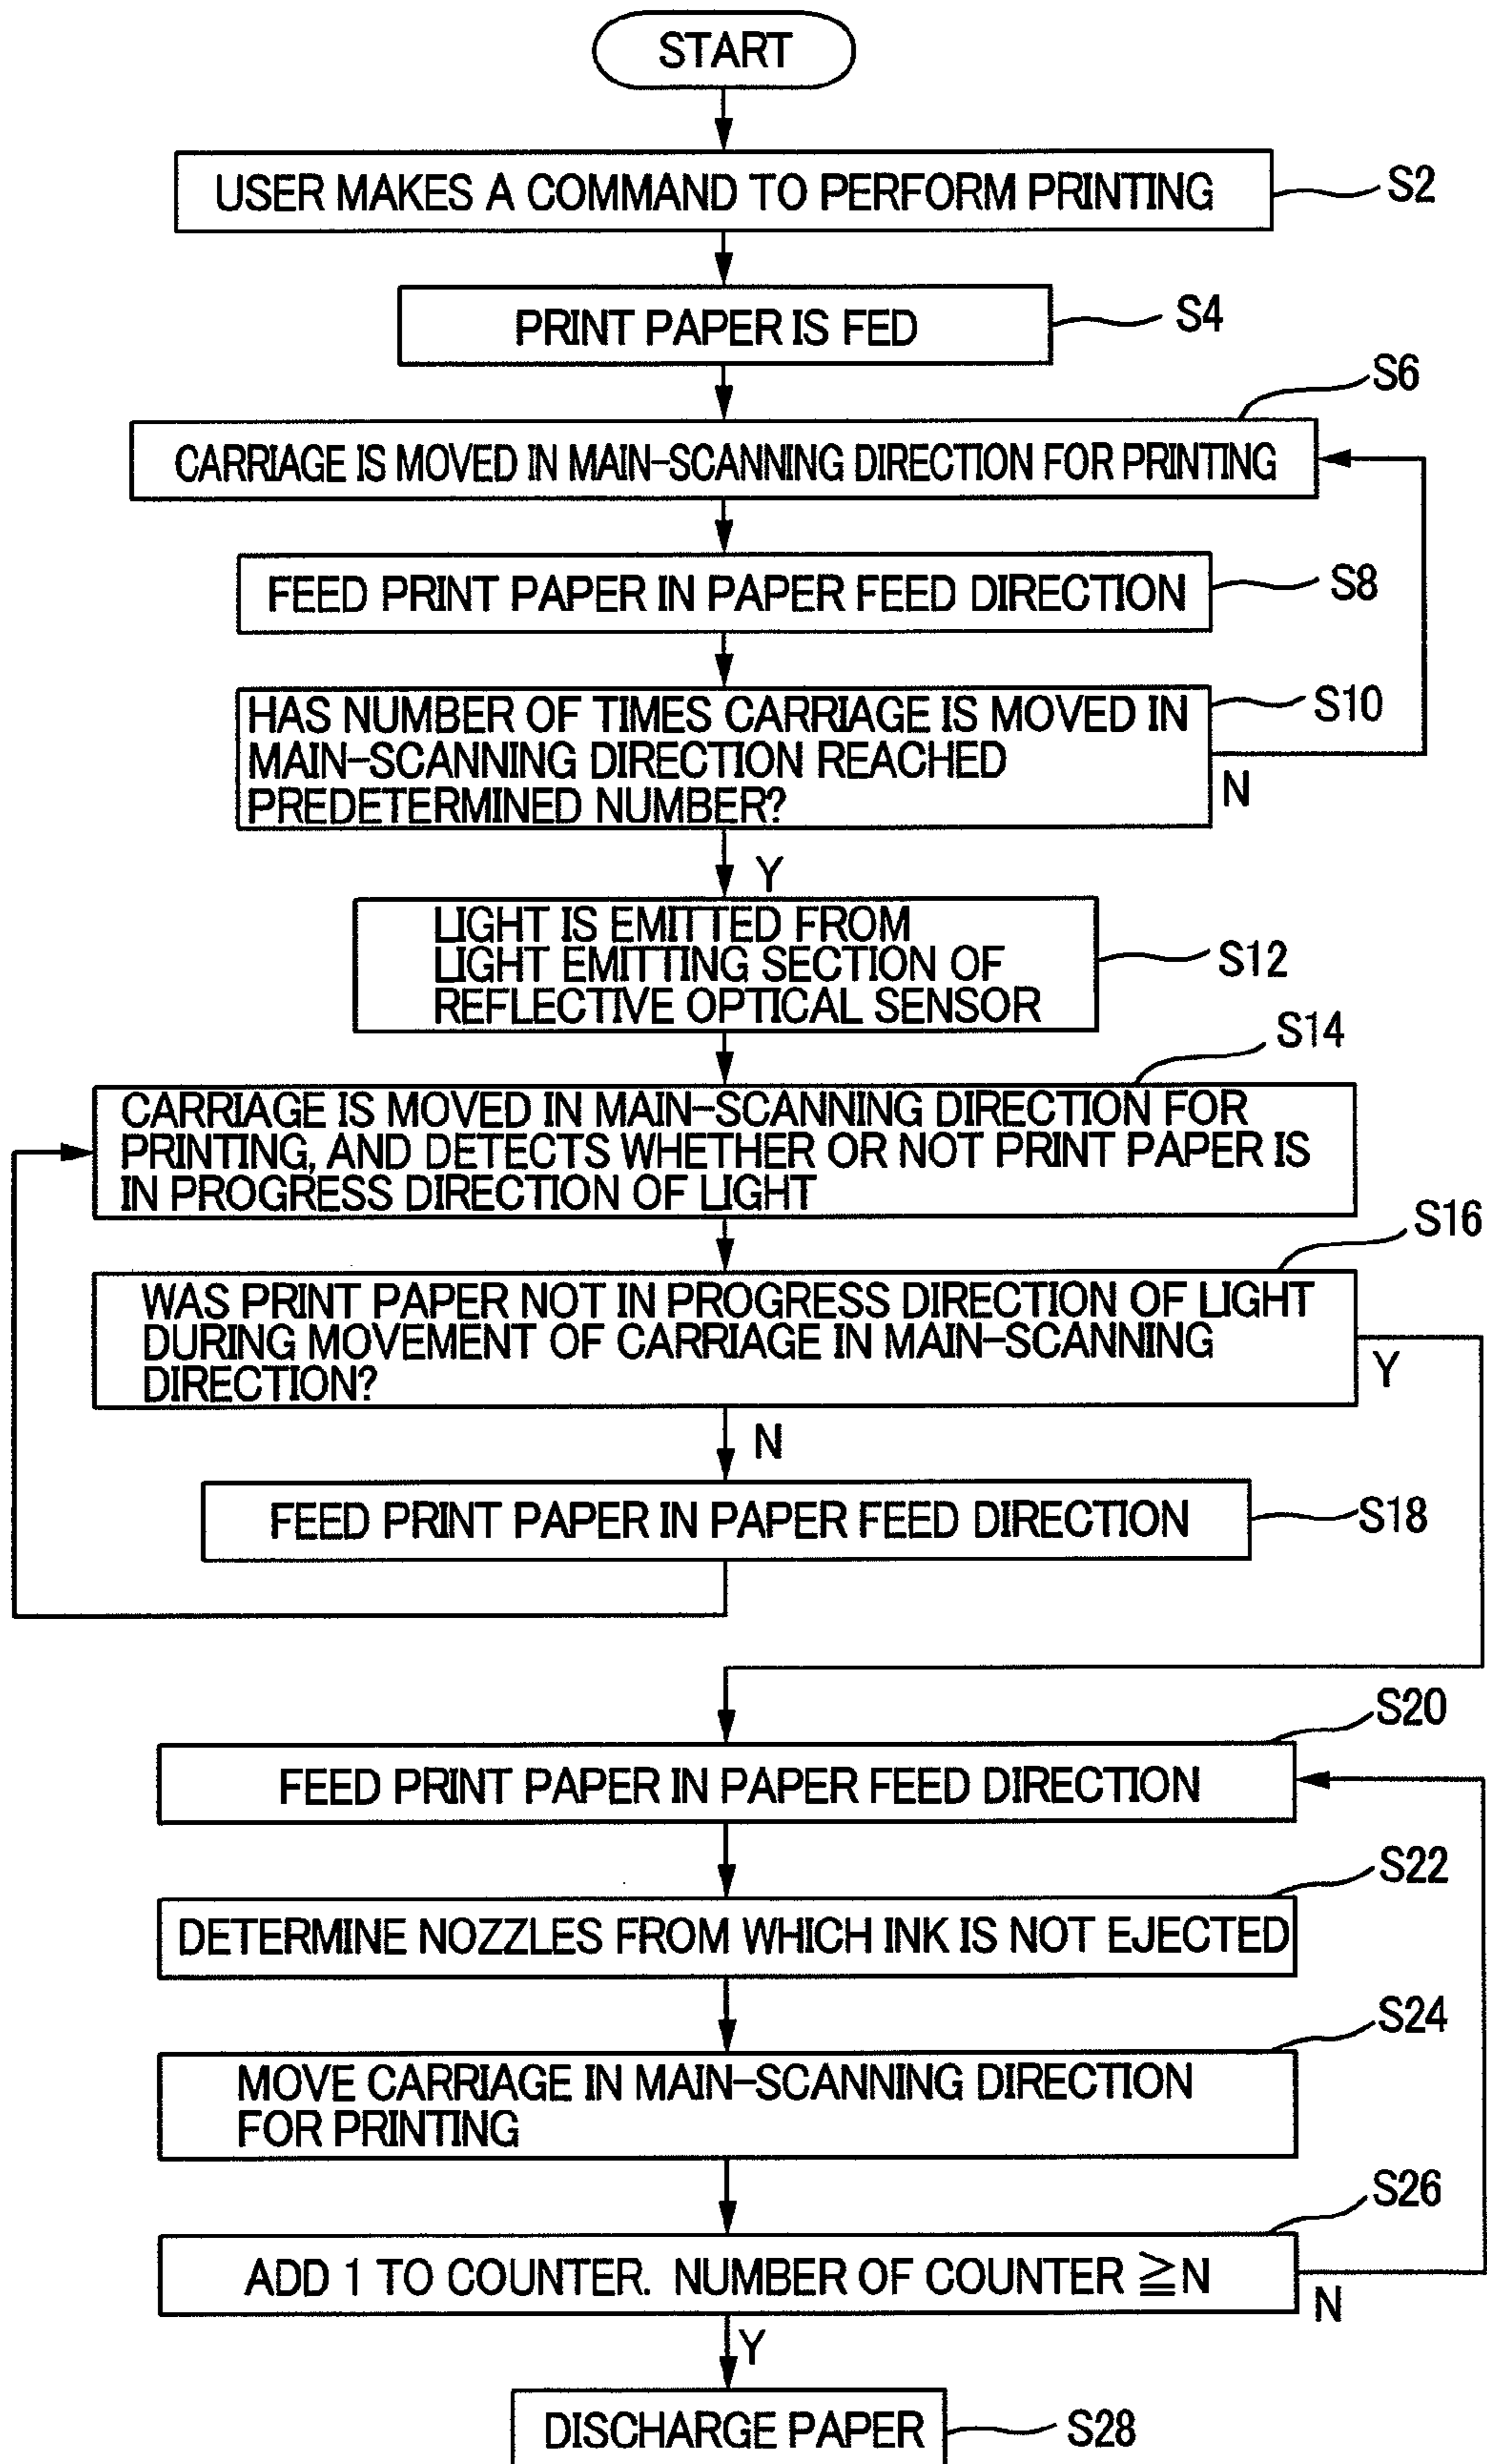 START
USER MAKES A COMMAND TO PERFORM PRINTING
S2
PRINT PAPER IS FED
S4
S6
CARRIAGE IS MOVED IN MAIN-SCANNING DIRECTION FOR PRINTING
FEED PRINT PAPER IN PAPER FEED DIRECTION
S8
HAS NUMBER OF TIMES CARRIAGE IS MOVED IN
MAIN-SCANNING DIRECTION REACHED
PREDETERMINED NUMBER?
S10
N
Y
LIGHT IS EMITTED FROM
LIGHT EMITTING SECTION OF
REFLECTIVE OPTICAL SENSOR
S12
S14
CARRIAGE IS MOVED IN MAIN-SCANNING DIRECTION FOR
PRINTING, AND DETECTS WHETHER OR NOT PRINT PAPER IS
IN PROGRESS DIRECTION OF LIGHT
S16
WAS PRINT PAPER NOT IN PROGRESS DIRECTION OF LIGHT
DURING MOVEMENT OF CARRIAGE IN MAIN-SCANNING
DIRECTION?
Y
N
FEED PRINT PAPER IN PAPER FEED DIRECTION
S18
S20
FEED PRINT PAPER IN PAPER FEED DIRECTION
S22
DETERMINE NOZZLES FROM WHICH INK IS NOT EJECTED
S24
MOVE CARRIAGE IN MAIN-SCANNING DIRECTION
FOR PRINTING
S26
ADD 1 TO COUNTER. NUMBER OF COUNTER ≧N
N
Y
DISCHARGE PAPER
S28